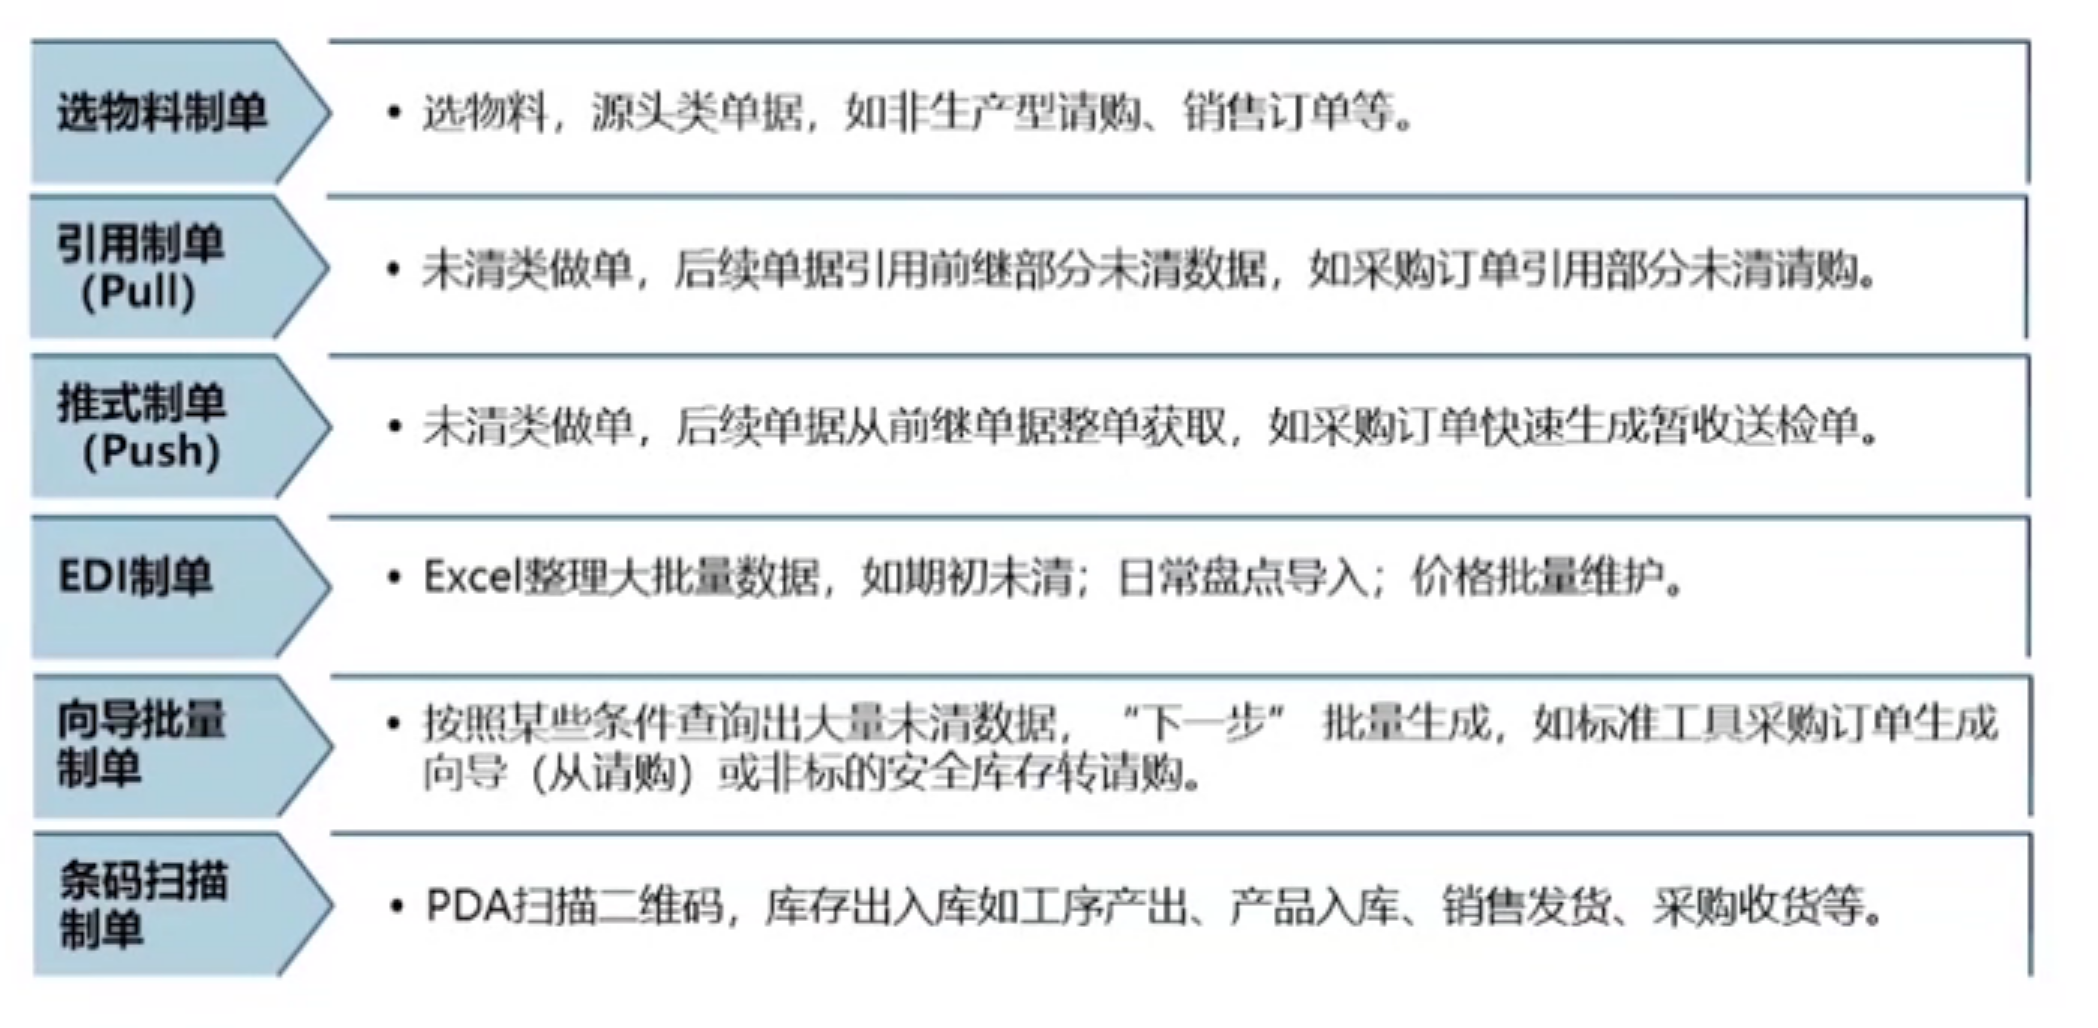 选物料制单
• 选物料，源头类单据，如非生产型请购、销售订单等。
引用制单
（Pull）
• 未清类做单，后续单据引用前继部分未清数据，如采购订单引用部分未清请购。
推式制单
（Push）
• 未清类做单，后续单据从前继单据整单获取，如采购订单快速生成暂收送检单。
EDI制单
• Excel整理大批量数据，如期初未清；日常盘点导入；价格批量维护。
向导批量
制单
• 按照某些条件查询出大量未清数据，“下一步” 批量生成，如标准工具采购订单生成
向导（从请购）或非标的安全库存转请购。
条码扫描
制单
• PDA扫描二维码，库存出入库如工序产出、产品入库、销售发货、采购收货等。